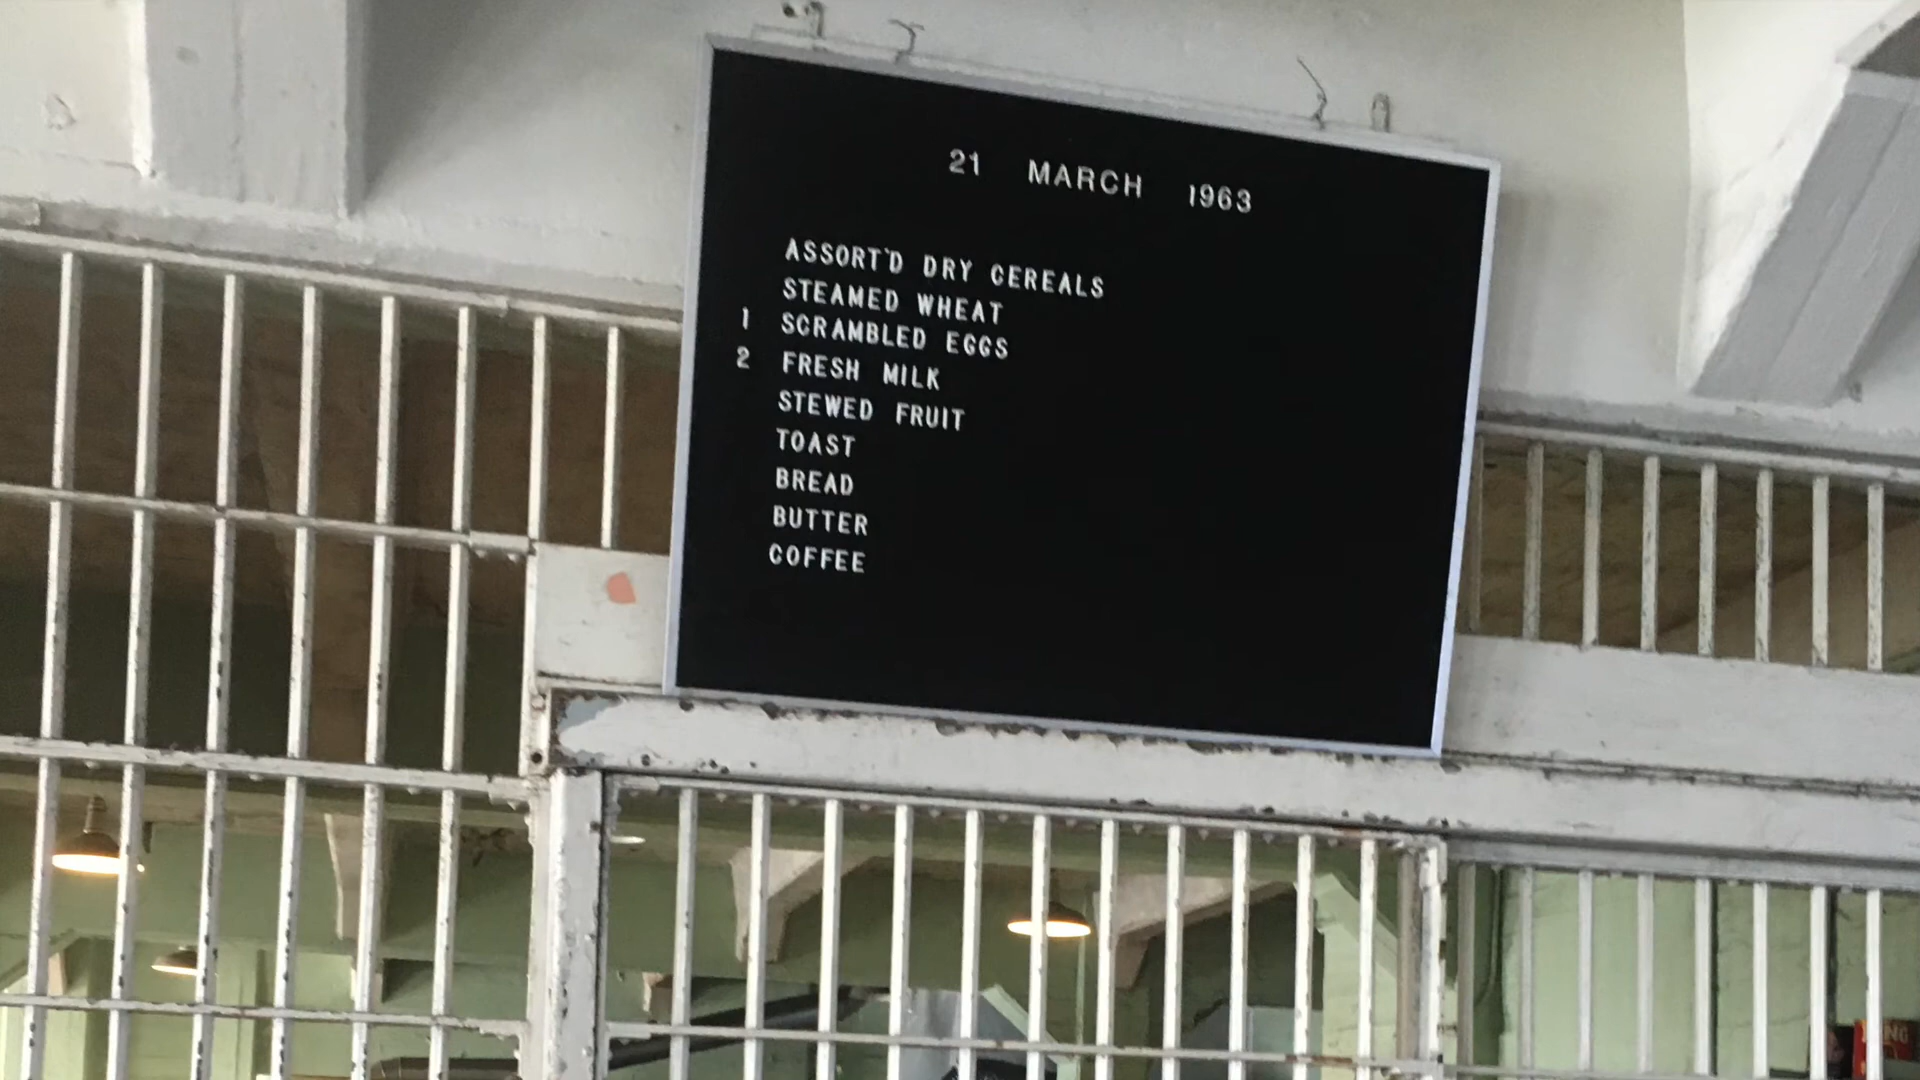 21 MARCH 1963
ASSORT'D DRY CEREALS
STEAMED WHEAT
1 SCRAMBLED EGGS
2 FRESH MILK
STEWED FRUIT
TOAST
BREAD
BUTTER
COFFEE